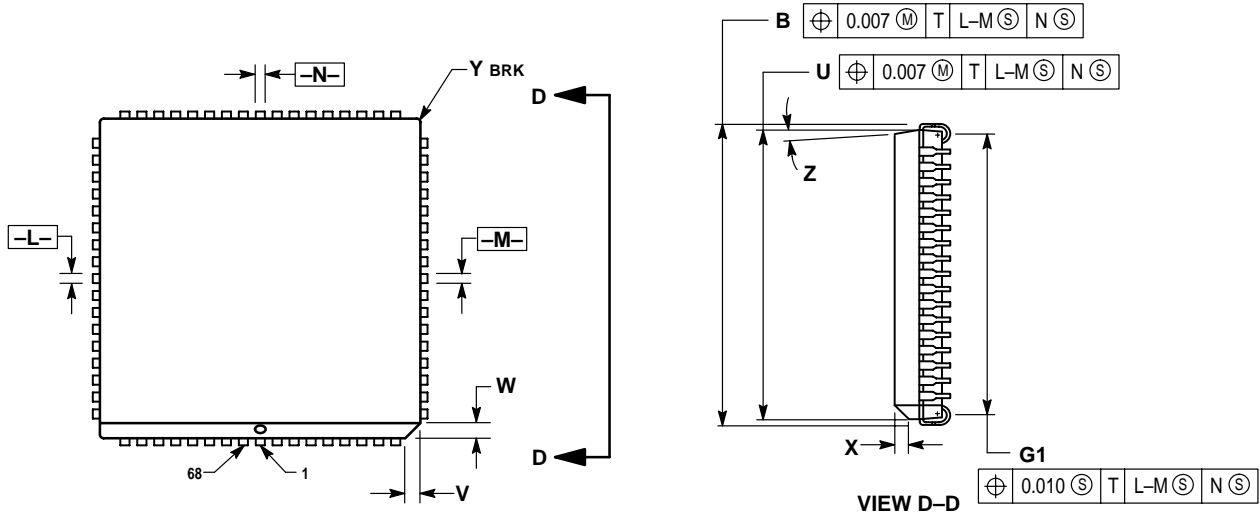 B ⌖ 0.007 Ⓜ T L–M Ⓢ N Ⓢ
U ⌖ 0.007 Ⓜ T L–M Ⓢ N Ⓢ
–N–
Y BRK
D
Z
–L–
–M–
W
D
68
1
V
X
G1
⌖ 0.010 Ⓢ T L–M Ⓢ N Ⓢ
VIEW D–D